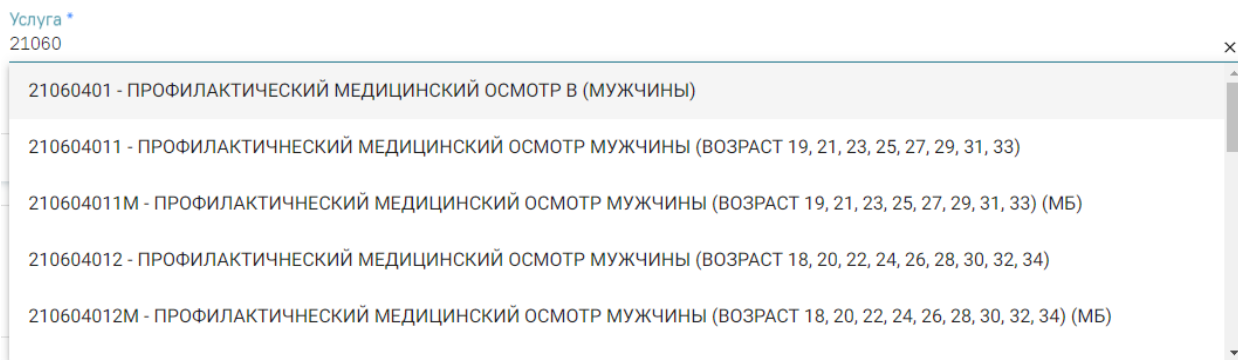 Услуга *
21060
21060401 - ПРОФИЛАКТИЧЕСКИЙ МЕДИЦИНСКИЙ ОСМОТР В (МУЖЧИНЫ)
210604011 - ПРОФИЛАКТИЧНЕСКИЙ МЕДИЦИНСКИЙ ОСМОТР МУЖЧИНЫ (ВОЗРАСТ 19, 21, 23, 25, 27, 29, 31, 33)
210604011М - ПРОФИЛАКТИЧНЕСКИЙ МЕДИЦИНСКИЙ ОСМОТР МУЖЧИНЫ (ВОЗРАСТ 19, 21, 23, 25, 27, 29, 31, 33) (МБ)
210604012 - ПРОФИЛАКТИЧНЕСКИЙ МЕДИЦИНСКИЙ ОСМОТР МУЖЧИНЫ (ВОЗРАСТ 18, 20, 22, 24, 26, 28, 30, 32, 34)
210604012М - ПРОФИЛАКТИЧНЕСКИЙ МЕДИЦИНСКИЙ ОСМОТР МУЖЧИНЫ (ВОЗРАСТ 18, 20, 22, 24, 26, 28, 30, 32, 34) (МБ)